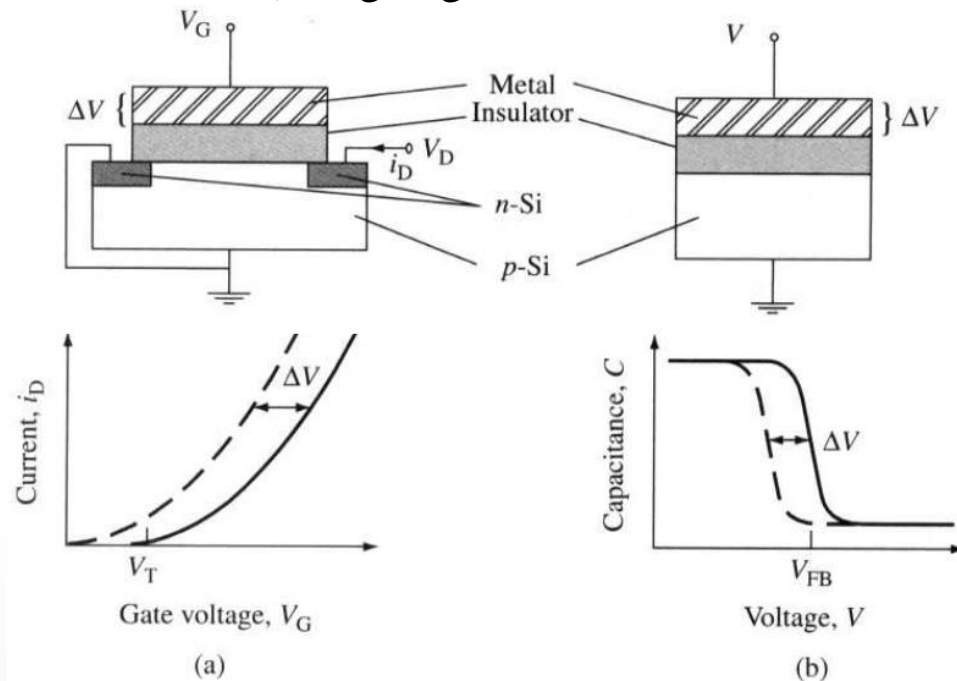 V_G
V
ΔV {
Metal
} ΔV
Insulator
V_D
i_D
n-Si
p-Si
Current, i_D
ΔV
V_T
Gate voltage, V_G
(a)
Capacitance, C
ΔV
V_FB
Voltage, V
(b)